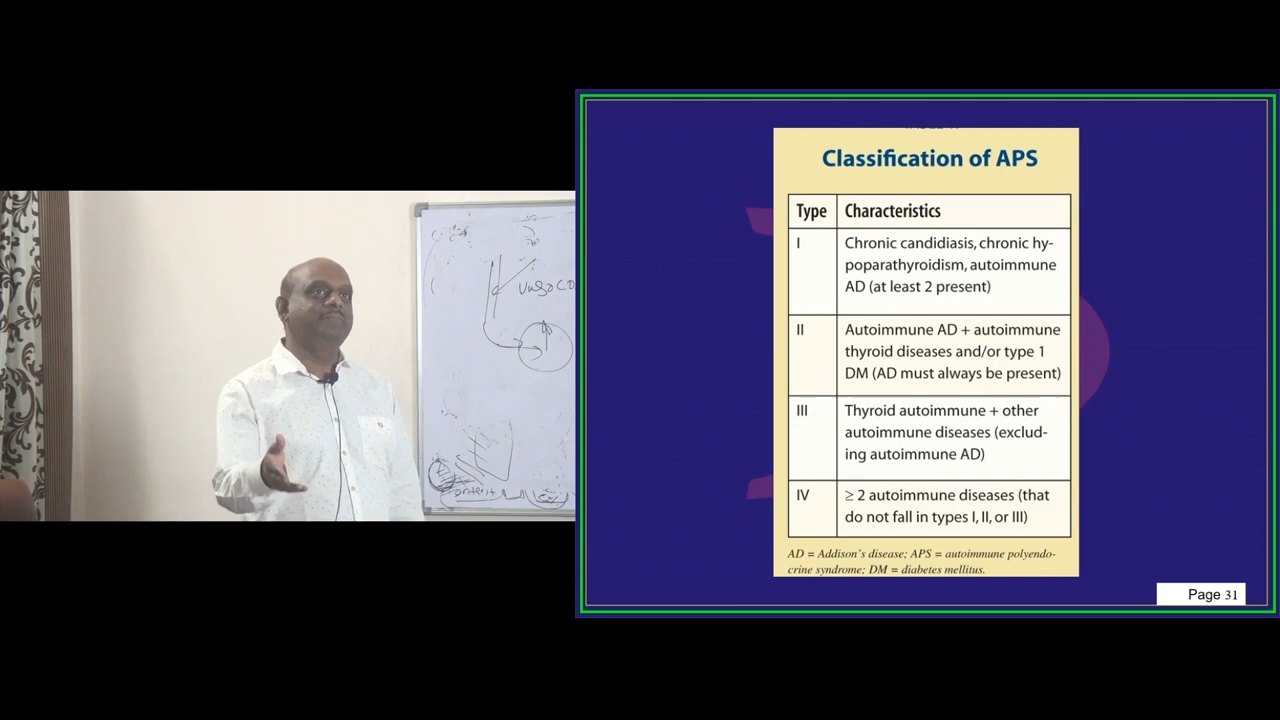 Classification of APS
Type Characteristics
I Chronic candidiasis, chronic hy-
poparathyroidism, autoimmune
AD (at least 2 present)
II Autoimmune AD + autoimmune
thyroid diseases and/or type 1
DM (AD must always be present)
III Thyroid autoimmune + other
autoimmune diseases (exclud-
ing autoimmune AD)
IV ≥ 2 autoimmune diseases (that
do not fall in types I, II, or III)
AD = Addison's disease; APS = autoimmune polyendo-
crine syndrome; DM = diabetes mellitus.
Page 31